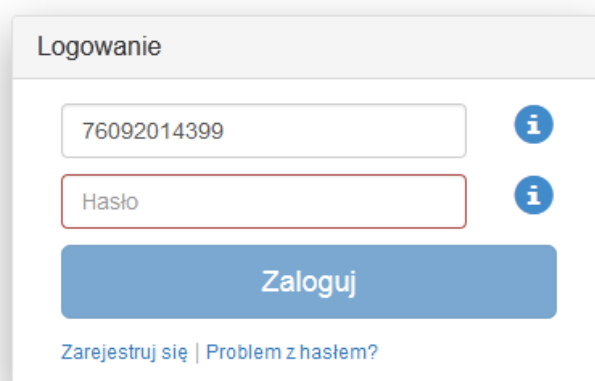 Logowanie
76092014399
Hasło
Zaloguj
Zarejestruj się | Problem z hasłem?